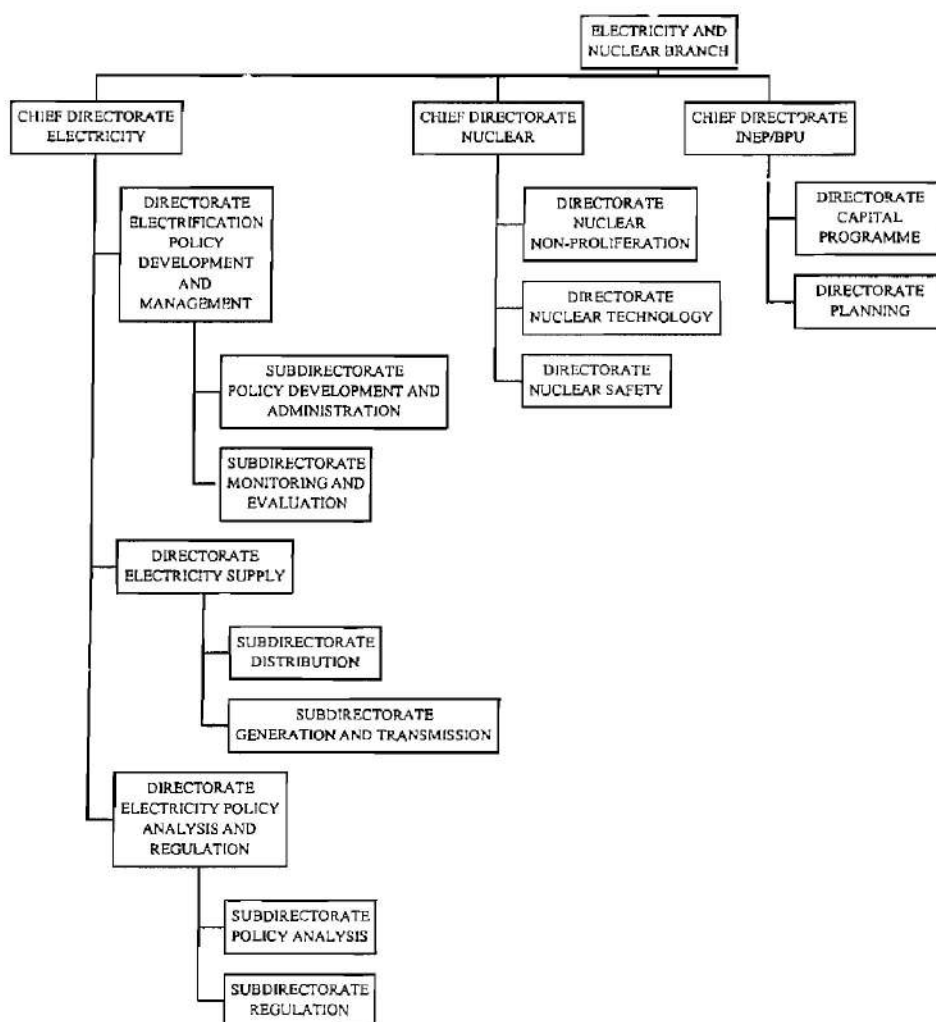 ELECTRICITY AND
NUCLEAR BRANCH
CHIEF DIRECTORATE
ELECTRICITY
CHIEF DIRECTORATE
NUCLEAR
CHIEF DIRECTORATE
INEP/BPU
DIRECTORATE
ELECTRIFICATION
POLICY
DEVELOPMENT
AND
MANAGEMENT
DIRECTORATE
NUCLEAR
NON-PROLIFERATION
DIRECTORATE
CAPITAL
PROGRAMME
DIRECTORATE
NUCLEAR TECHNOLOGY
DIRECTORATE
PLANNING
SUBDIRECTORATE
POLICY DEVELOPMENT AND
ADMINISTRATION
DIRECTORATE
NUCLEAR SAFETY
SUBDIRECTORATE
MONITORING AND
EVALUATION
DIRECTORATE
ELECTRICITY SUPPLY
SUBDIRECTORATE
DISTRIBUTION
SUBDIRECTORATE
GENERATION AND TRANSMISSION
DIRECTORATE
ELECTRICITY POLICY
ANALYSIS AND
REGULATION
SUBDIRECTORATE
POLICY ANALYSIS
SUBDIRECTORATE
REGULATION